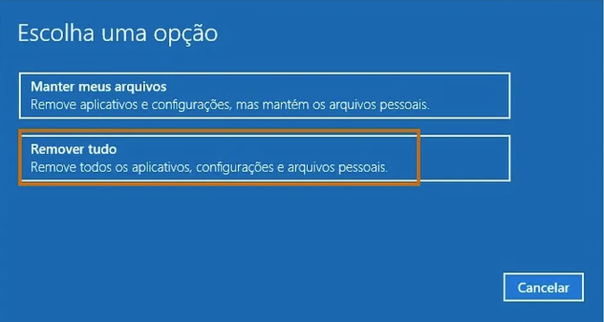 Escolha uma opção
Manter meus arquivos
Remove aplicativos e configurações, mas mantém os arquivos pessoais.
Remover tudo
Remove todos os aplicativos, configurações e arquivos pessoais.
Cancelar